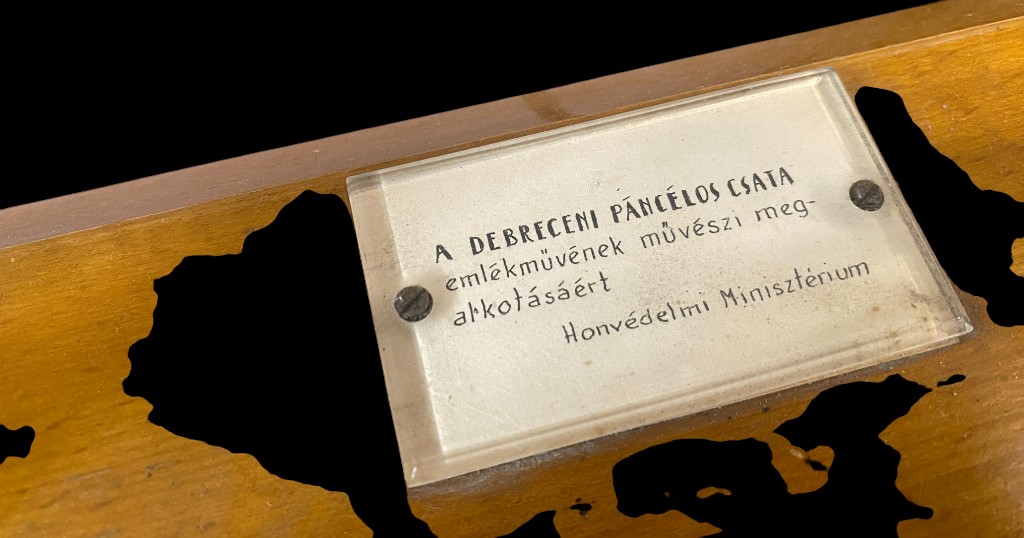 A DEBRECENI PÁNCÉLOS CSATA
emlékművének művészi meg-
alkotásáért
Honvédelmi Minisztérium